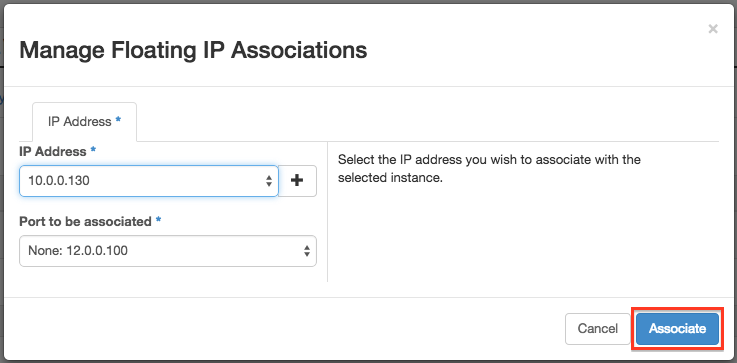 Manage Floating IP Associations
×
IP Address *
IP Address *
10.0.0.130
+
Select the IP address you wish to associate with the
selected instance.
Port to be associated *
None: 12.0.0.100
Cancel
Associate